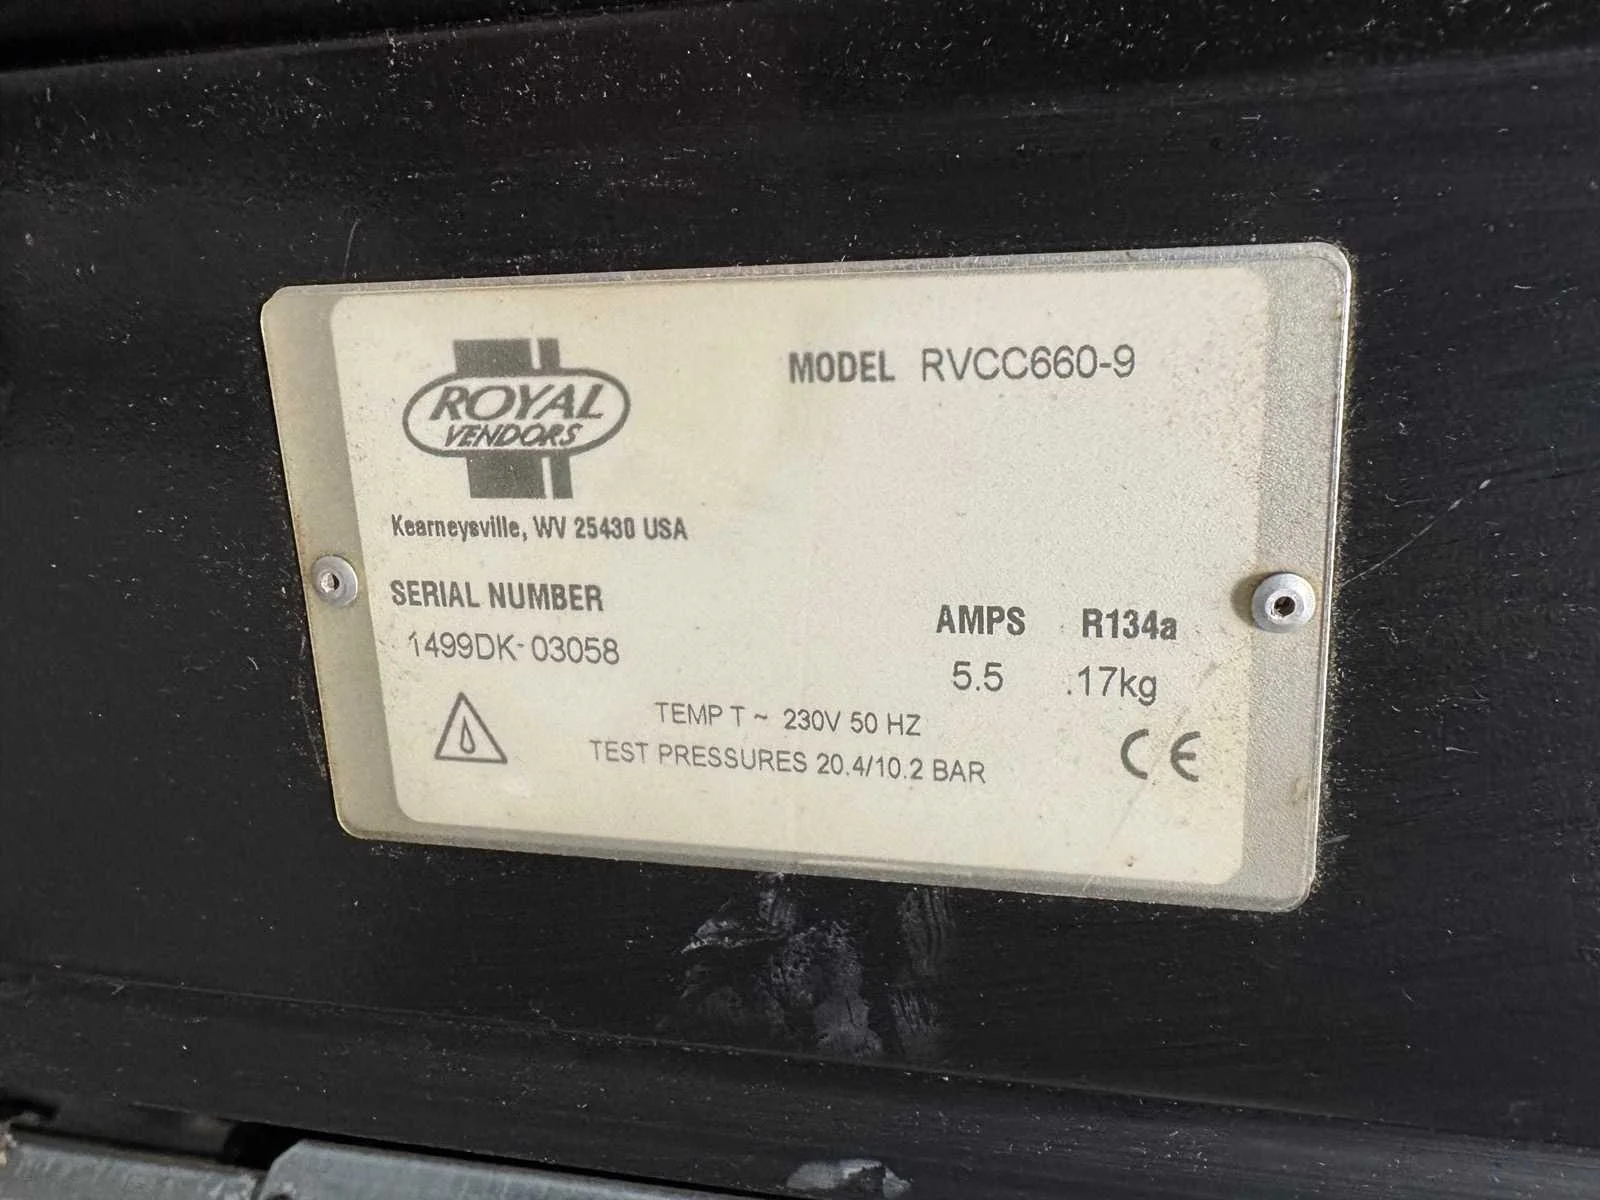 ROYAL
VENDORS
MODEL RVCC660-9
Kearneysville, WV 25430 USA
SERIAL NUMBER
1499DK-03058
AMPS R134a
5.5 .17kg
TEMP T ~ 230V 50 HZ
TEST PRESSURES 20.4/10.2 BAR
CE